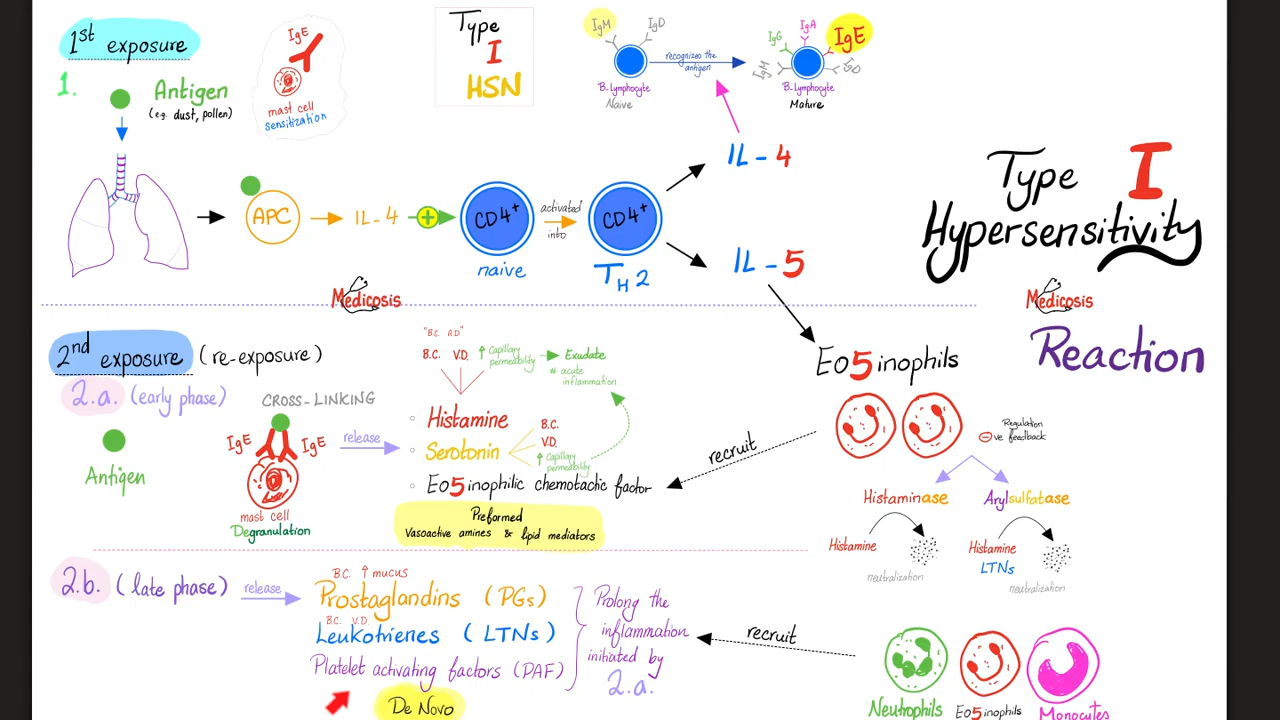 1st exposure
1.
Antigen
(e.g. dust, pollen)
IgE
mast cell
sensitization
Type
I
HSN
IgM
IgD
B-Lymphocyte
Naive
recognized the
antigen
IgG
IgA
IgE
IgM
IgD
B-Lymphocyte
Mature
IL-4
APC
IL-4
+
CD4+
naive
activated
into
CD4+
TH2
IL-5
Type I
Hypersensitivity
Reaction
Medicosis
Medicosis
2nd exposure (re-exposure)
2.a. (early phase)
Antigen
CROSS-LINKING
IgE
IgE
mast cell
Degranulation
release
"B.C. A.D"
B.C. V.D. ↑ Capillary
permeability
Exudate
# acute
inflammation
Histamine
Serotonin
B.C.
V.D.
↑ Capillary
permeability
Eo5inophilic chemotactic factor
Preformed
Vasoactive amines & lipid mediators
recruit
Eo5inophils
Regulation
-ve feedback
Histaminase
Arylsulfatase
Histamine
neutralization
Histamine
LTNs
neutralization
2.b. (late phase)
release
B.C. ↑ mucus
Prostaglandins (PGs)
B.C. V.D.
Leukotrienes (LTNs)
Platelet activating factors (PAF)
De Novo
Prolong the
inflammation
initiated by
2.a.
recruit
Neutrophils
Eo5inophils
Monocytes